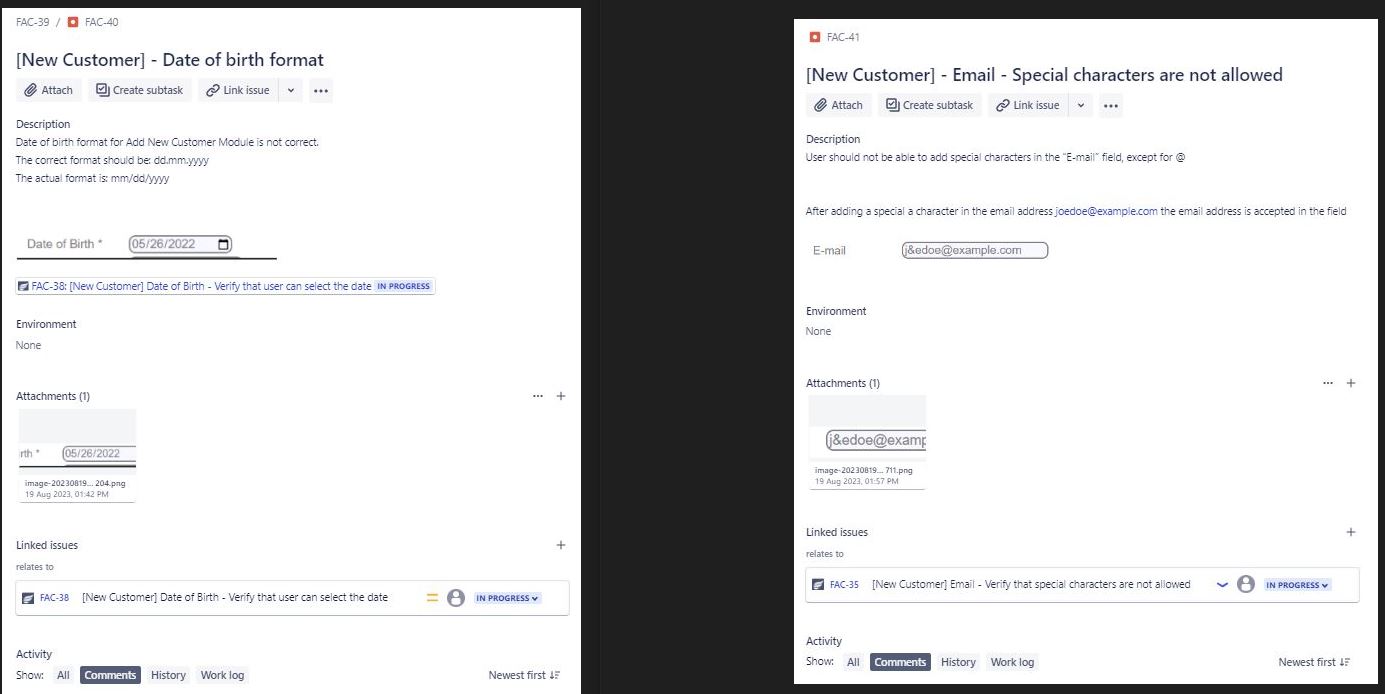 FAC-39 / FAC-40
[New Customer] - Date of birth format
Attach Create subtask Link issue
Description
Date of birth format for Add New Customer Module is not correct.
The correct format should be: dd.mm.yyyy
The actual format is: mm/dd/yyyy
Date of Birth * 05/26/2022
FAC-38: [New Customer] Date of Birth - Verify that user can select the date IN PROGRESS
Environment
None
Attachments (1)
rth * 05/26/2022
image-20230819... 204.png
19 Aug 2023, 01:42 PM
Linked issues
relates to
FAC-38 [New Customer] Date of Birth - Verify that user can select the date IN PROGRESS
Activity
Show: All Comments History Work log Newest first
FAC-41
[New Customer] - Email - Special characters are not allowed
Attach Create subtask Link issue
Description
User should not be able to add special characters in the "E-mail" field, except for @
After adding a special a character in the email address joedoe@example.com the email address is accepted in the field
E-mail j&edoe@example.com
Environment
None
Attachments (1)
j&edoe@examp
image-20230819... 711.png
19 Aug 2023, 01:57 PM
Linked issues
relates to
FAC-35 [New Customer] Email - Verify that special characters are not allowed IN PROGRESS
Activity
Show: All Comments History Work log Newest first